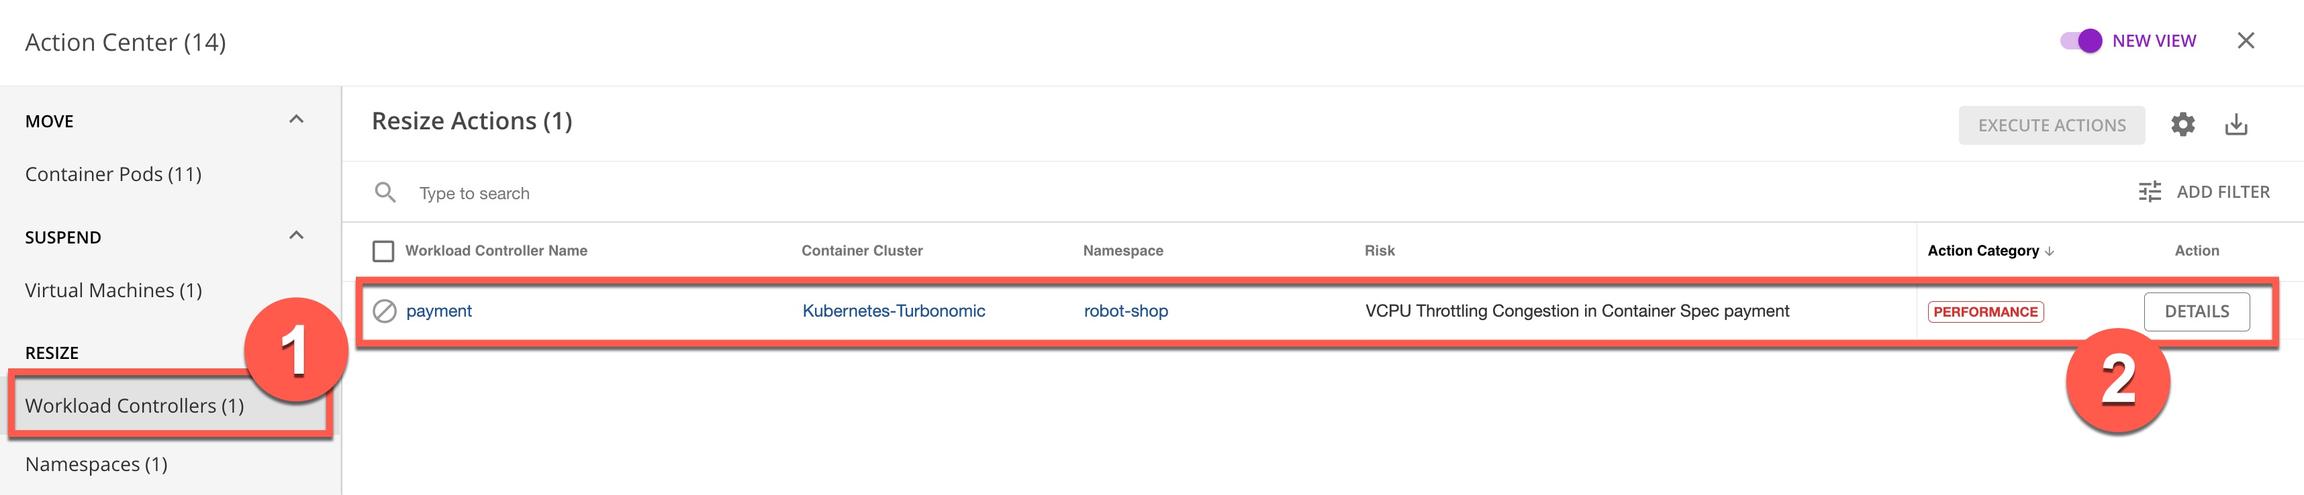 Action Center (14)
NEW VIEW
MOVE
Container Pods (11)
SUSPEND
Virtual Machines (1)
RESIZE
Workload Controllers (1)
Namespaces (1)
1
Resize Actions (1)
EXECUTE ACTIONS
Type to search
ADD FILTER
Workload Controller Name Container Cluster Namespace Risk Action Category Action
payment Kubernetes-Turbonomic robot-shop VCPU Throttling Congestion in Container Spec payment PERFORMANCE DETAILS
2